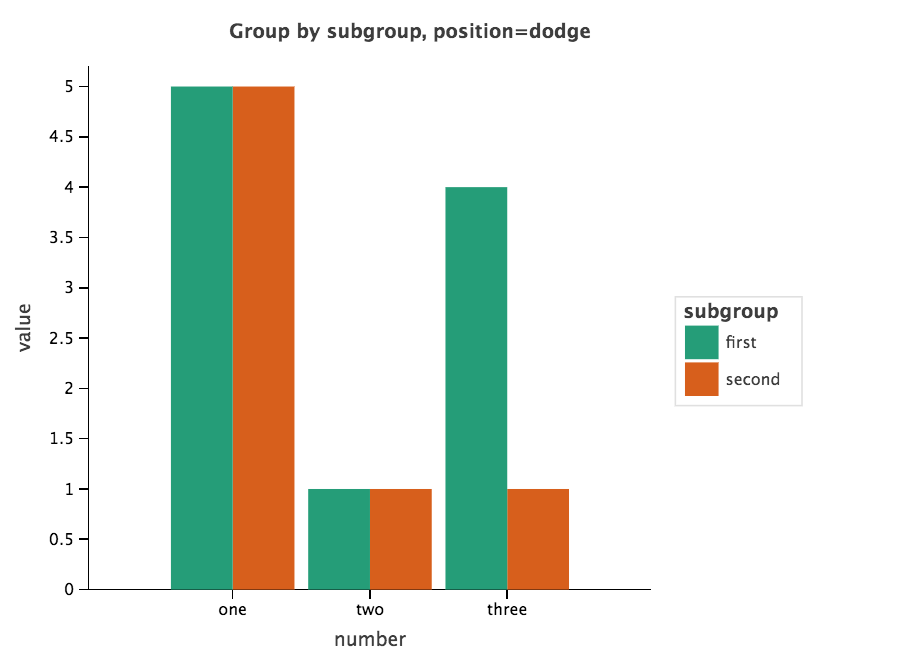 Group by subgroup, position=dodge
value
5
4.5
4
3.5
3
2.5
2
1.5
1
0.5
0
one two three
number
subgroup
first
second